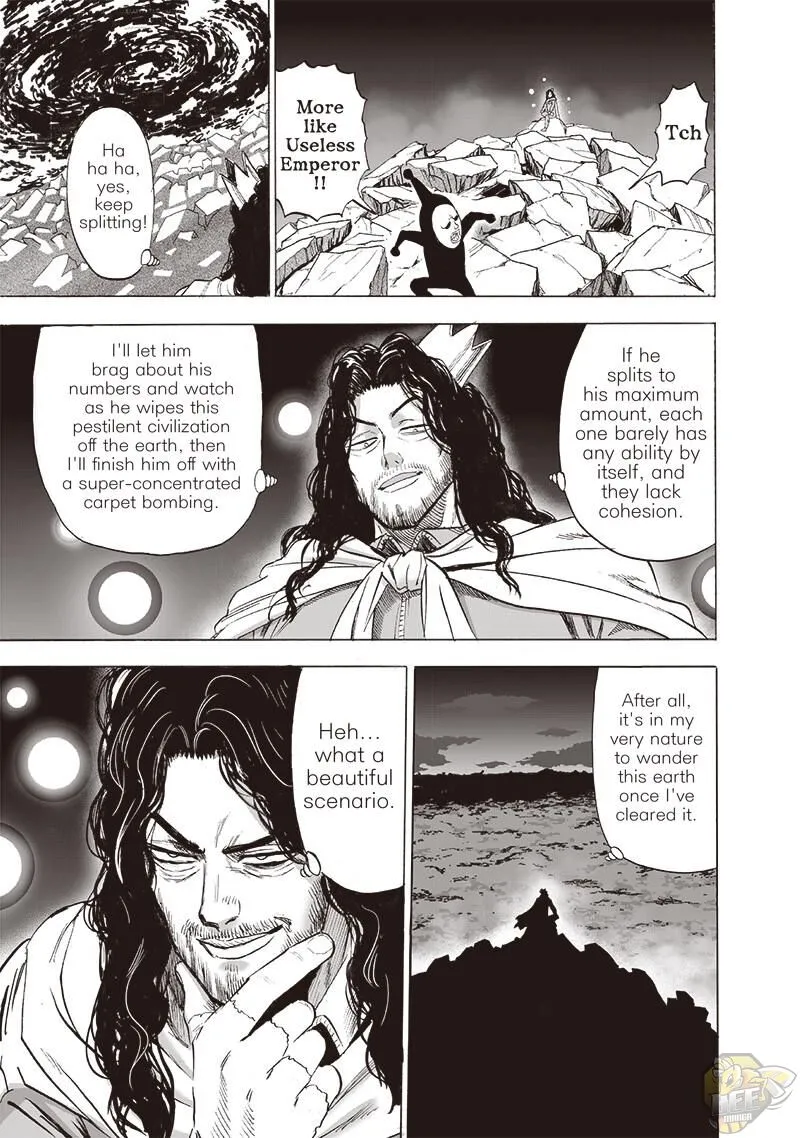 Tch
More
like
Useless
Emperor
!!
Ha
ha ha,
yes,
keep
splitting!
If he
splits to
his maximum
amount, each
one barely has
any ability by
itself, and
they lack
cohesion.
I'll let him
brag about his
numbers and watch
as he wipes this
pestilent civilization
off the earth, then
I'll finish him off with
a super-concentrated
carpet bombing.
After all,
it's in my
very nature
to wander
this earth
once I've
cleared it.
Heh...
what a
beautiful
scenario.
BEE
MANGA